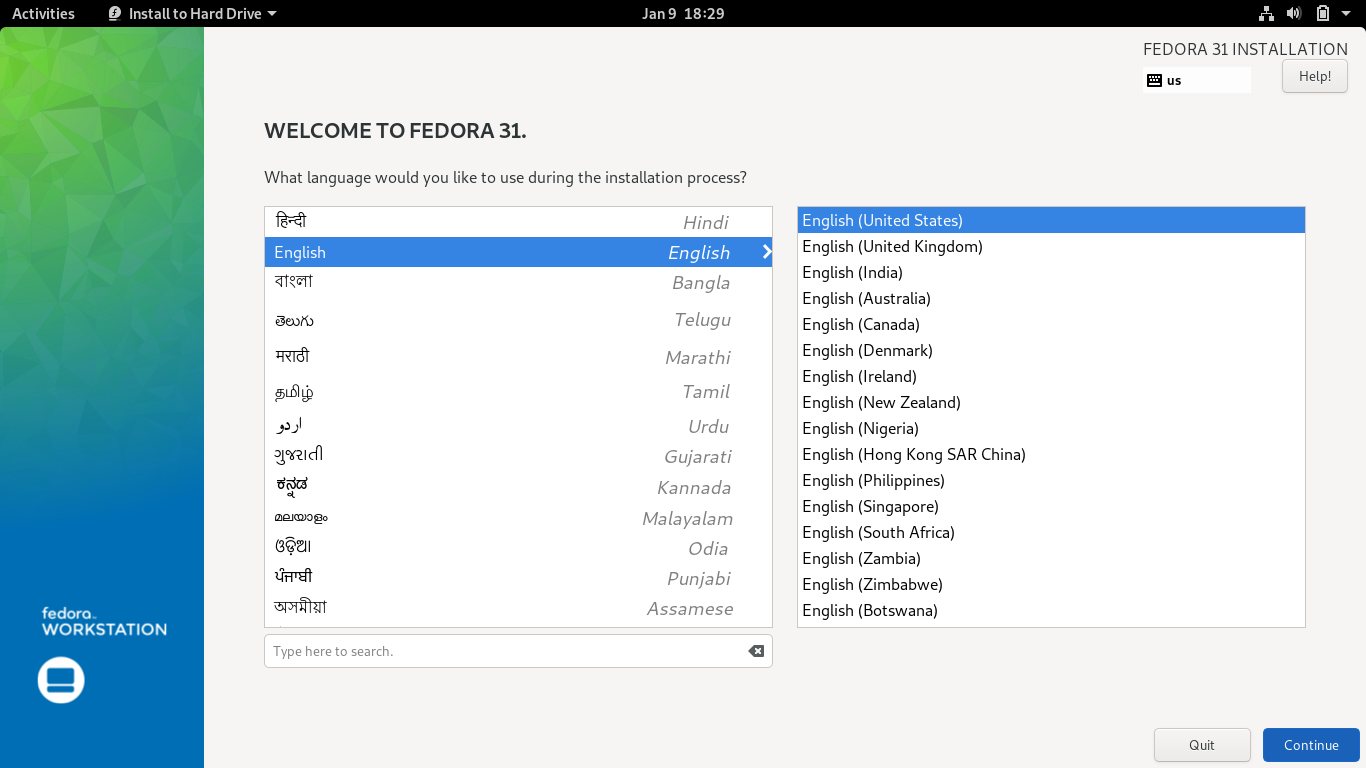 Activities Install to Hard Drive Jan 9 18:29
FEDORA 31 INSTALLATION
us Help!
WELCOME TO FEDORA 31.
What language would you like to use during the installation process?
हिन्दी Hindi
English English
বাংলা Bangla
తెలుగు Telugu
मराठी Marathi
தமிழ் Tamil
اردو Urdu
ગુજરાતી Gujarati
ಕನ್ನಡ Kannada
മലയാളം Malayalam
ଓଡ଼ିଆ Odia
ਪੰਜਾਬੀ Punjabi
অসমীয়া Assamese
Type here to search.
English (United States)
English (United Kingdom)
English (India)
English (Australia)
English (Canada)
English (Denmark)
English (Ireland)
English (New Zealand)
English (Nigeria)
English (Hong Kong SAR China)
English (Philippines)
English (Singapore)
English (South Africa)
English (Zambia)
English (Zimbabwe)
English (Botswana)
fedora
WORKSTATION
Quit Continue